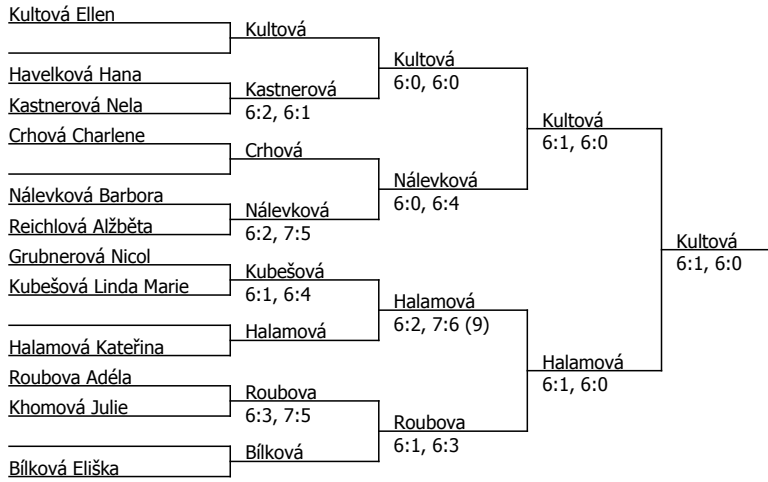 Kultová Ellen
Havelková Hana
Kastnerová Nela
Crhová Charlene
Nálevková Barbora
Reichlová Alžběta
Grubnerová Nicol
Kubešová Linda Marie
Halamová Kateřina
Roubova Adéla
Khomová Julie
Bílková Eliška
Kultová
Kastnerová
6:2, 6:1
Crhová
Nálevková
6:2, 7:5
Kubešová
6:1, 6:4
Halamová
Roubova
6:3, 7:5
Bílková
Kultová
6:0, 6:0
Nálevková
6:0, 6:4
Halamová
6:2, 7:6 (9)
Roubova
6:1, 6:3
Kultová
6:1, 6:0
Halamová
6:1, 6:0
Kultová
6:1, 6:0